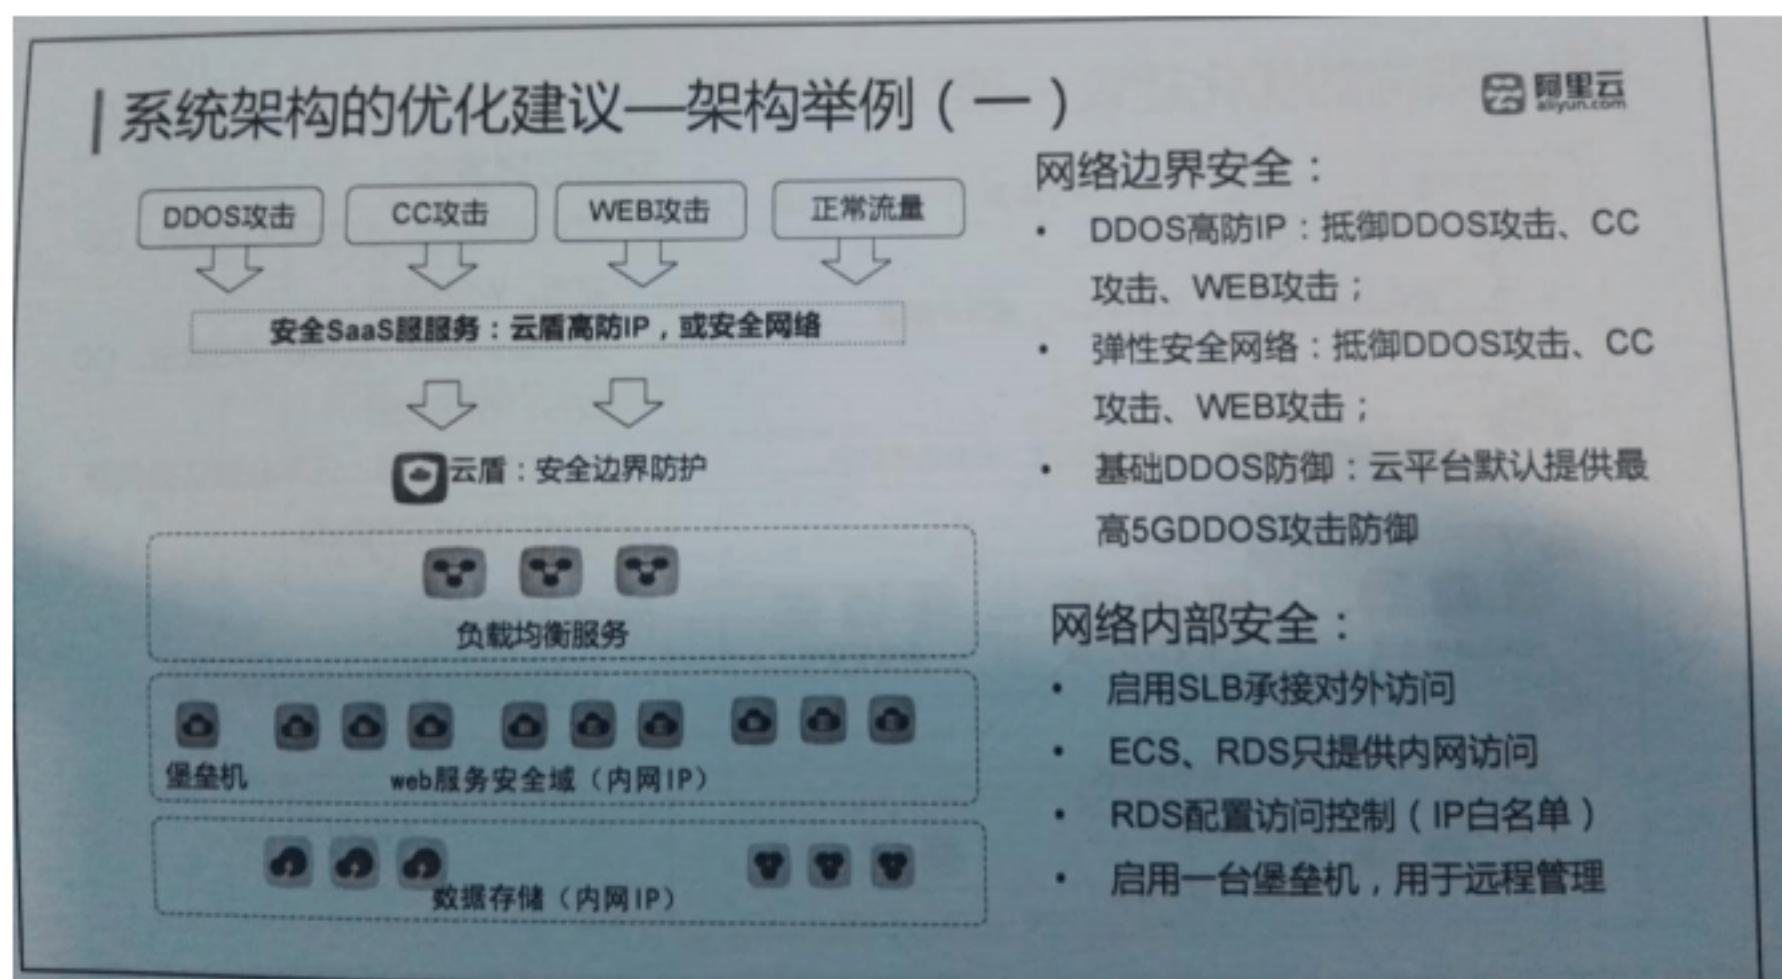 系统架构的优化建议—架构举例（一）
阿里云
aliyun.com
DDOS攻击
CC攻击
WEB攻击
正常流量
安全SaaS服服务：云盾高防IP，或安全网络
云盾：安全边界防护
负载均衡服务
堡垒机
web服务安全域（内网IP）
数据存储（内网IP）
网络边界安全：
• DDOS高防IP：抵御DDOS攻击、CC
攻击、WEB攻击；
• 弹性安全网络：抵御DDOS攻击、CC
攻击、WEB攻击；
• 基础DDOS防御：云平台默认提供最
高5GDDOS攻击防御
网络内部安全：
• 启用SLB承接对外访问
• ECS、RDS只提供内网访问
• RDS配置访问控制（IP白名单）
• 启用一台堡垒机，用于远程管理